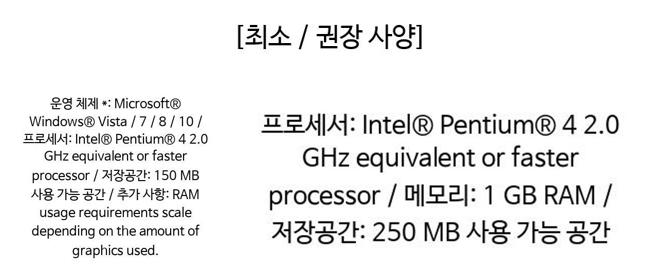 [최소 / 권장 사양]
운영 체제 *: Microsoft®
Windows® Vista / 7 / 8 / 10 /
프로세서: Intel® Pentium® 4 2.0
GHz equivalent or faster
processor / 저장공간: 150 MB
사용 가능 공간 / 추가 사항: RAM
usage requirements scale
depending on the amount of
graphics used.
프로세서: Intel® Pentium® 4 2.0
GHz equivalent or faster
processor / 메모리: 1 GB RAM /
저장공간: 250 MB 사용 가능 공간